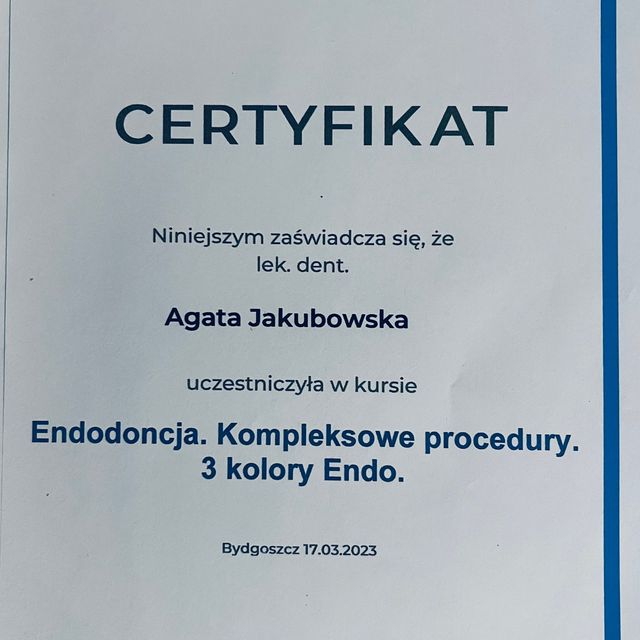 CERTYFIKAT
Niniejszym zaświadcza się, że
lek. dent.
Agata Jakubowska
uczestniczyła w kursie
Endodoncja. Kompleksowe procedury.
3 kolory Endo.
Bydgoszcz 17.03.2023